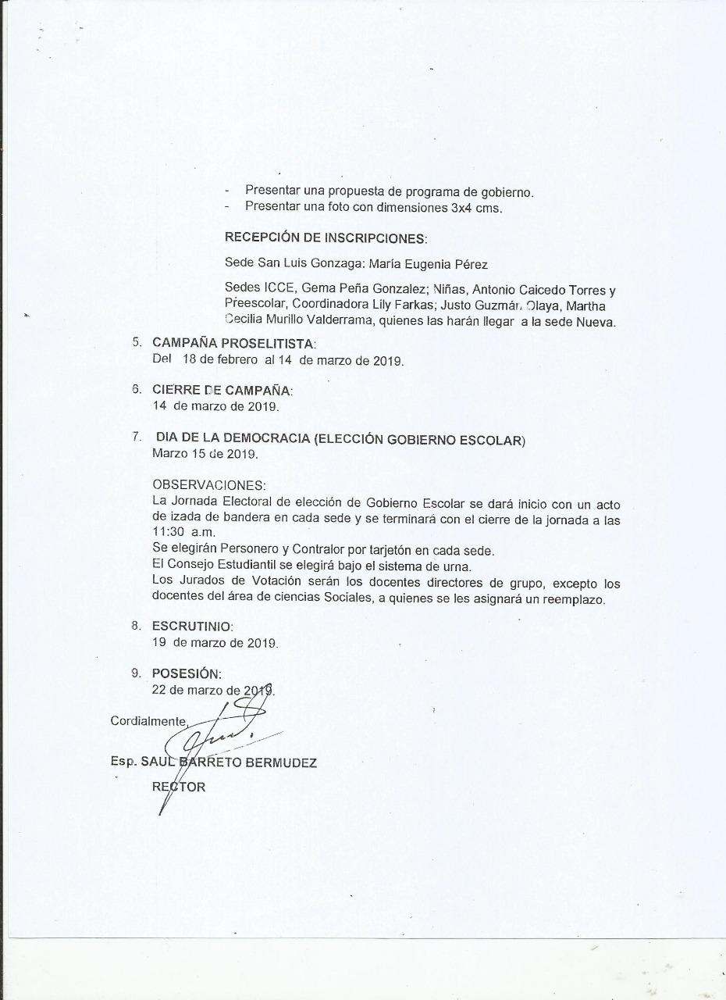 - Presentar una propuesta de programa de gobierno.
- Presentar una foto con dimensiones 3x4 cms.
RECEPCIÓN DE INSCRIPCIONES:
Sede San Luis Gonzaga: María Eugenia Pérez
Sedes ICCE, Gema Peña Gonzalez; Niñas, Antonio Caicedo Torres y
Preescolar, Coordinadora Lily Farkas; Justo Guzmán Olaya, Martha
Cecilia Murillo Valderrama, quienes las harán llegar a la sede Nueva.
5. CAMPAÑA PROSELITISTA:
Del 18 de febrero al 14 de marzo de 2019.
6. CIERRE DE CAMPAÑA:
14 de marzo de 2019.
7. DIA DE LA DEMOCRACIA (ELECCIÓN GOBIERNO ESCOLAR)
Marzo 15 de 2019.
OBSERVACIONES:
La Jornada Electoral de elección de Gobierno Escolar se dará inicio con un acto
de izada de bandera en cada sede y se terminará con el cierre de la jornada a las
11:30 a.m.
Se elegirán Personero y Contralor por tarjetón en cada sede.
El Consejo Estudiantil se elegirá bajo el sistema de urna.
Los Jurados de Votación serán los docentes directores de grupo, excepto los
docentes del área de ciencias Sociales, a quienes se les asignará un reemplazo.
8. ESCRUTINIO:
19 de marzo de 2019.
9. POSESIÓN:
22 de marzo de 2019.
Cordialmente,
Esp. SAUL BARRETO BERMUDEZ
RECTOR